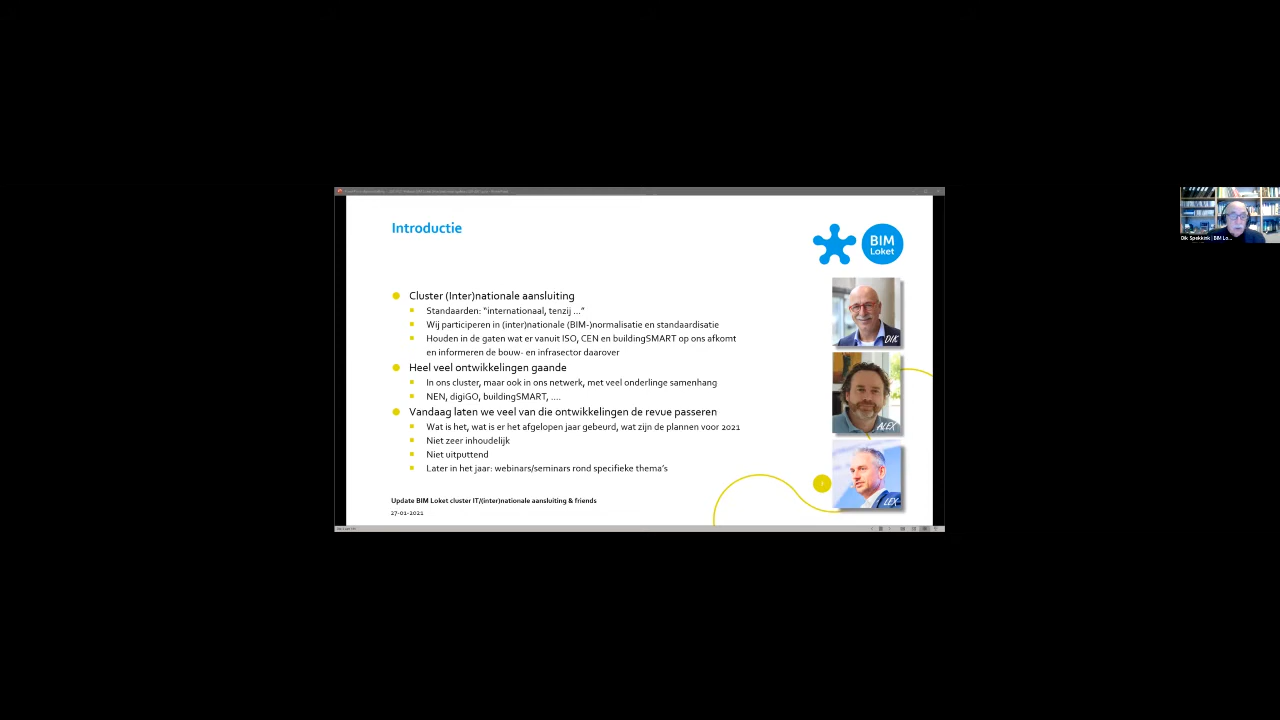 Introductie
BIM
Loket
Cluster (Inter)nationale aansluiting
Standaarden: “internationaal, tenzij ...”
Wij participeren in (inter)nationale (BIM-)normalisatie en standaardisatie
Houden in de gaten wat er vanuit ISO, CEN en buildingSMART op ons afkomt
en informeren de bouw- en infrasector daarover
Heel veel ontwikkelingen gaande
In ons cluster, maar ook in ons netwerk, met veel onderlinge samenhang
NEN, digiGO, buildingSMART, ....
Vandaag laten we veel van die ontwikkelingen de revue passeren
Wat is het, wat is er het afgelopen jaar gebeurd, wat zijn de plannen voor 2021
Niet zeer inhoudelijk
Niet uitputtend
Later in het jaar: webinars/seminars rond specifieke thema’s
DIK
ALEX
LEX
Update BIM Loket cluster IT/(inter)nationale aansluiting & friends
27-01-2021
Dik Spekkink | BIM Lo...